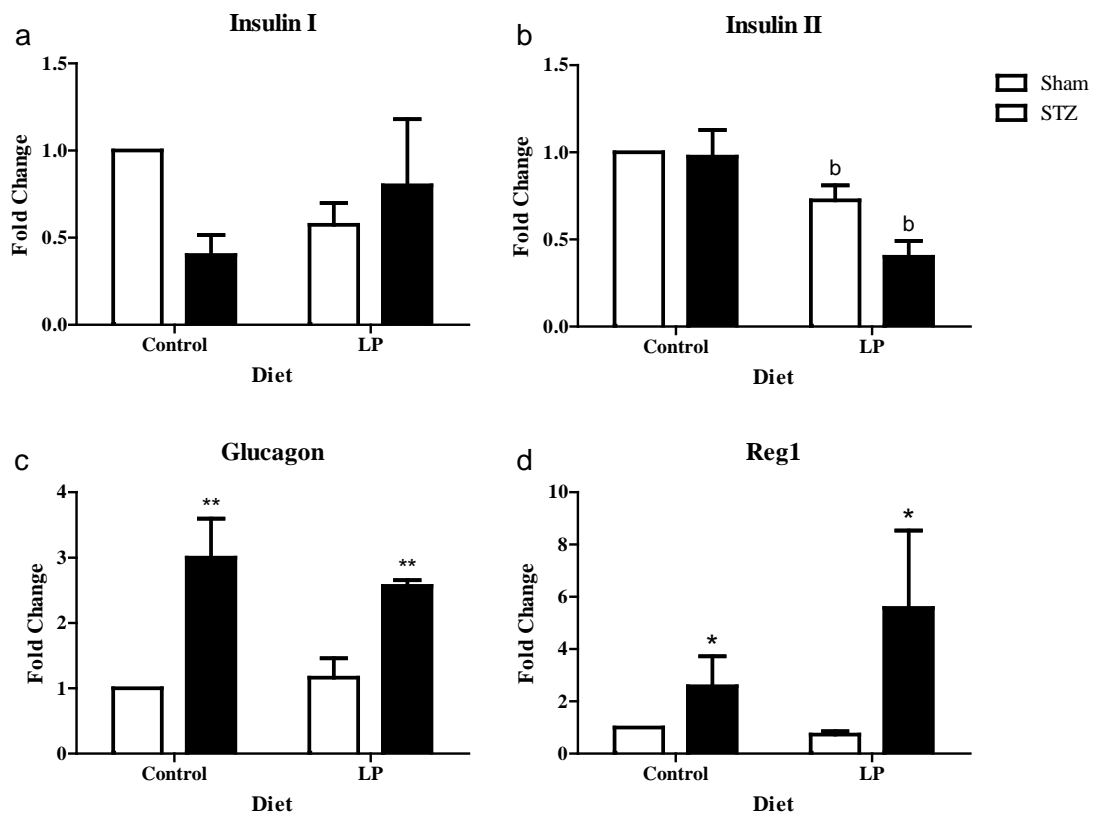 a
Insulin I
Fold Change
1.5
1.0
0.5
0.0
Control LP
Diet
b
Insulin II
Fold Change
1.5
1.0
0.5
0.0
b
b
Control LP
Diet
Sham
STZ
c
Glucagon
Fold Change
4
3
2
1
0
**
**
Control LP
Diet
d
Reg1
Fold Change
10
8
6
4
2
0
*
*
Control LP
Diet